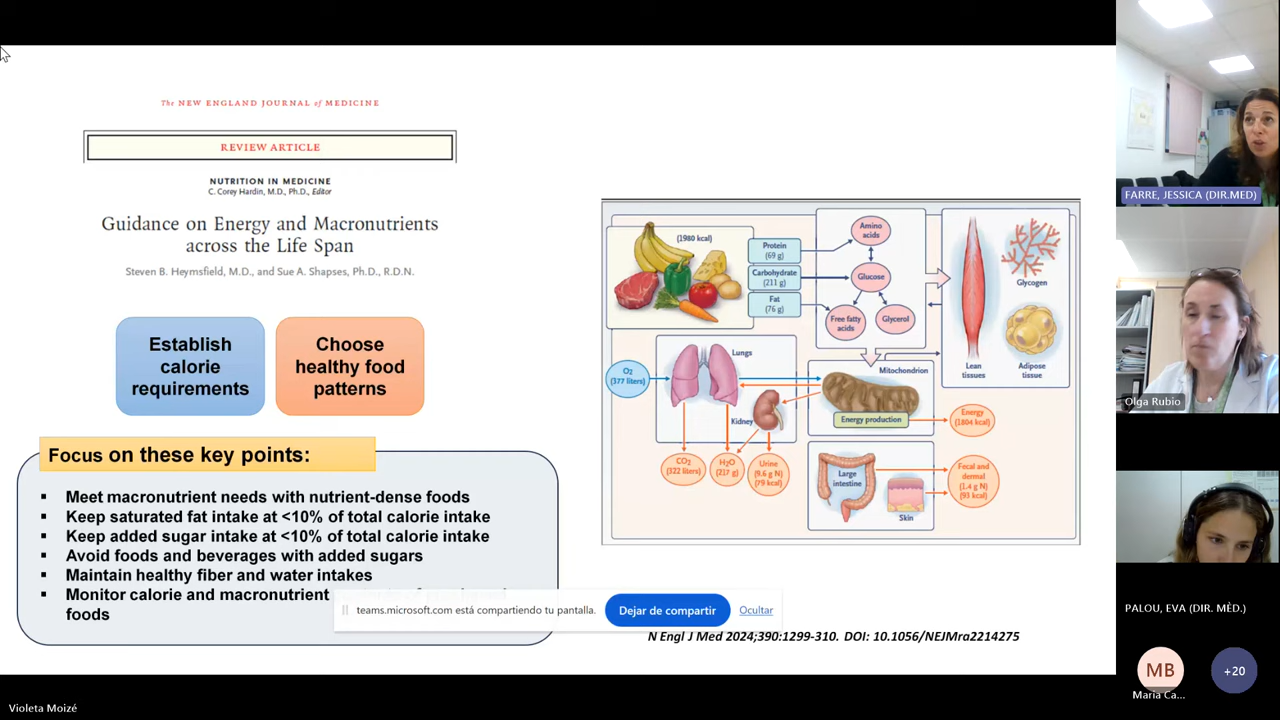 The NEW ENGLAND JOURNAL of MEDICINE
REVIEW ARTICLE
NUTRITION IN MEDICINE
C. Corey Hardin, M.D., Ph.D., Editor
Guidance on Energy and Macronutrients
across the Life Span
Steven B. Heymsfield, M.D., and Sue A. Shapses, Ph.D., R.D.N.
Establish
calorie
requirements
Choose
healthy food
patterns
Focus on these key points:
▪ Meet macronutrient needs with nutrient-dense foods
▪ Keep saturated fat intake at <10% of total calorie intake
▪ Keep added sugar intake at <10% of total calorie intake
▪ Avoid foods and beverages with added sugars
▪ Maintain healthy fiber and water intakes
▪ Monitor calorie and macronutrient
foods
(1980 kcal)
Protein
(69 g)
Carbohydrate
(211 g)
Fat
(76 g)
Amino
acids
Glucose
Free fatty
acids
Glycerol
Glycogen
Lean
tissues
Adipose
tissue
O2
(377 liters)
Lungs
Kidney
Mitochondrion
Energy production
Energy
(1804 kcal)
CO2
(322 liters)
H2O
(217 g)
Urine
(9.6 g N)
(79 kcal)
Large
intestine
Skin
Fecal and
dermal
(1.4 g N)
(93 kcal)
teams.microsoft.com está compartiendo tu pantalla.
Dejar de compartir
Ocultar
N Engl J Med 2024;390:1299-310. DOI: 10.1056/NEJMra2214275
Violeta Moizé
FARRE, JESSICA (DIR.MED)
Olga Rubio
PALOU, EVA (DIR. MÈD.)
MB
Maria Ca...
+20